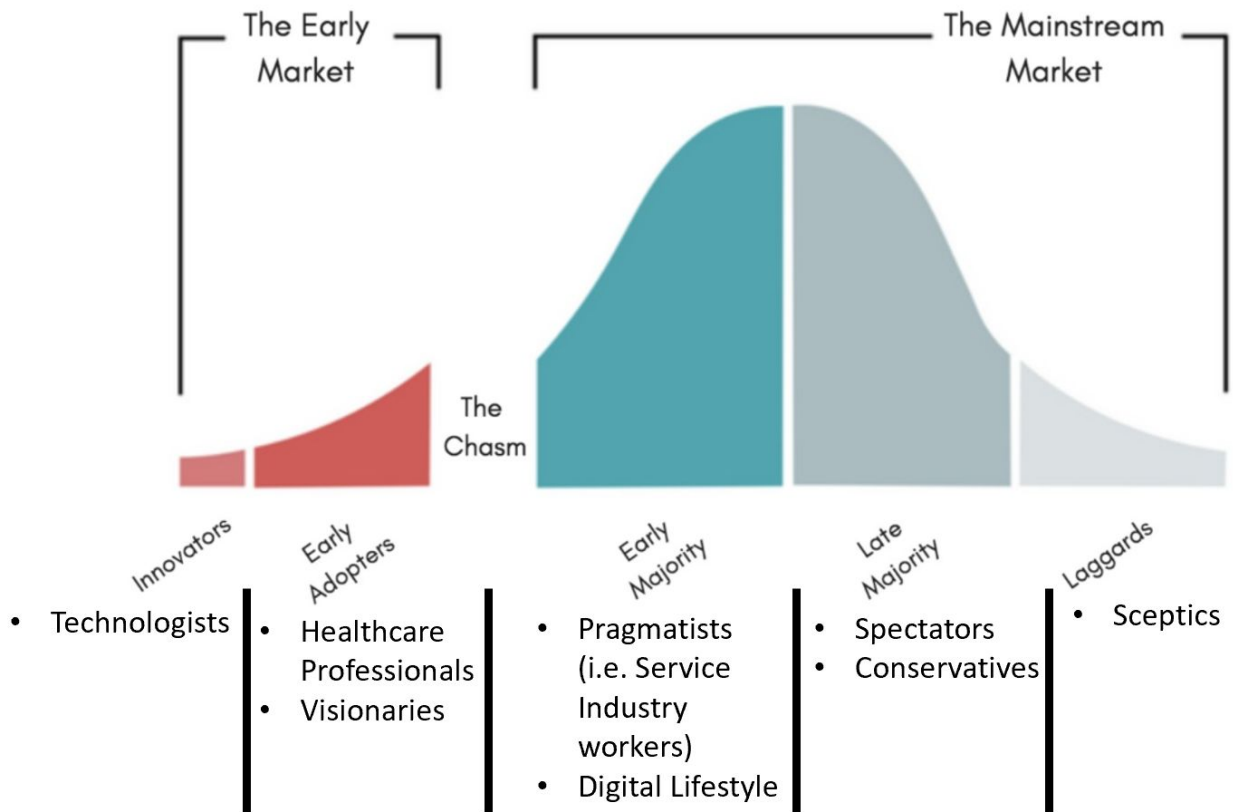 The Early
Market
The Mainstream
Market
The
Chasm
Innovators
Early
Adopters
Early
Majority
Late
Majority
Laggards
• Technologists
• Healthcare
Professionals
• Visionaries
• Pragmatists
(i.e. Service
Industry
workers)
• Digital Lifestyle
• Spectators
• Conservatives
• Sceptics